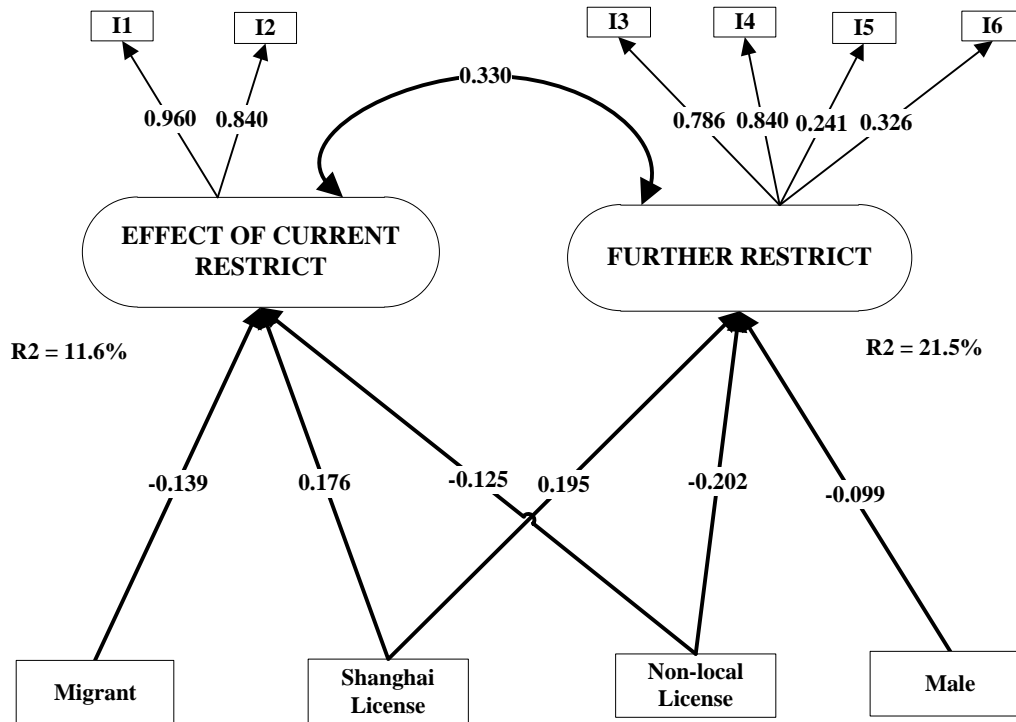 I1
I2
I3
I4
I5
I6
0.330
0.960
0.840
0.786
0.840
0.241
0.326
EFFECT OF CURRENT
RESTRICT
FURTHER RESTRICT
R2 = 11.6%
R2 = 21.5%
-0.139
0.176
-0.125
0.195
-0.202
-0.099
Migrant
Shanghai
License
Non-local
License
Male